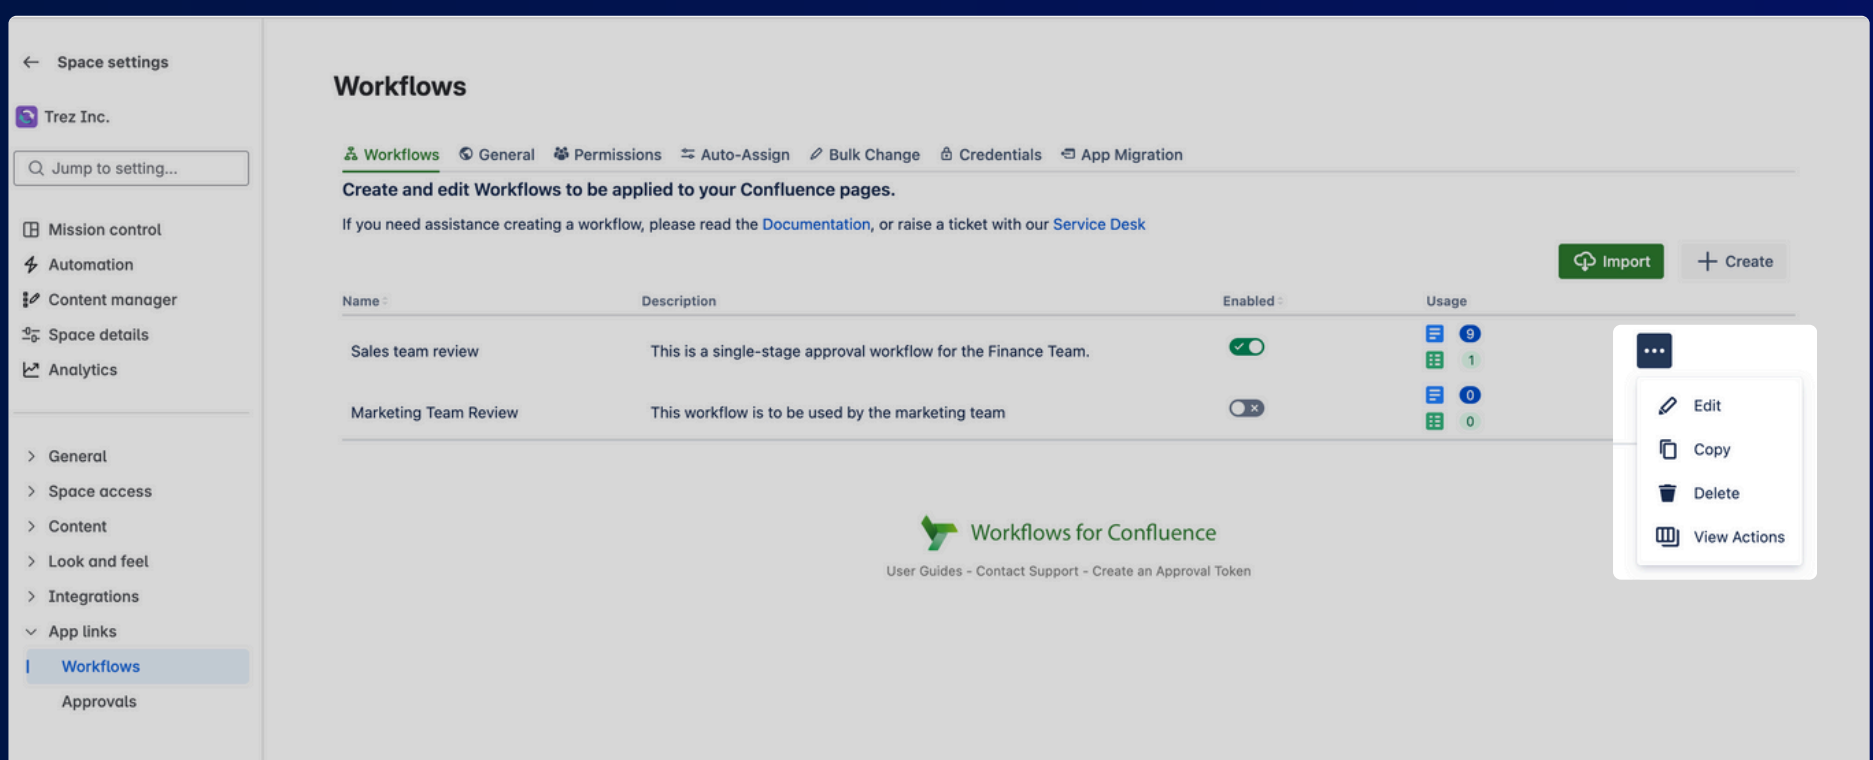 Space settings
Trez Inc.
Jump to setting...
Mission control
Automation
Content manager
Space details
Analytics
General
Space access
Content
Look and feel
Integrations
App links
Workflows
Approvals
Workflows
Workflows General Permissions Auto-Assign Bulk Change Credentials App Migration
Create and edit Workflows to be applied to your Confluence pages.
If you need assistance creating a workflow, please read the Documentation, or raise a ticket with our Service Desk
Import Create
Name Description Enabled Usage
9
Sales team review This is a single-stage approval workflow for the Finance Team.
1
0
Marketing Team Review This workflow is to be used by the marketing team
0
Edit
Copy
Delete
View Actions
Workflows for Confluence
User Guides - Contact Support - Create an Approval Token